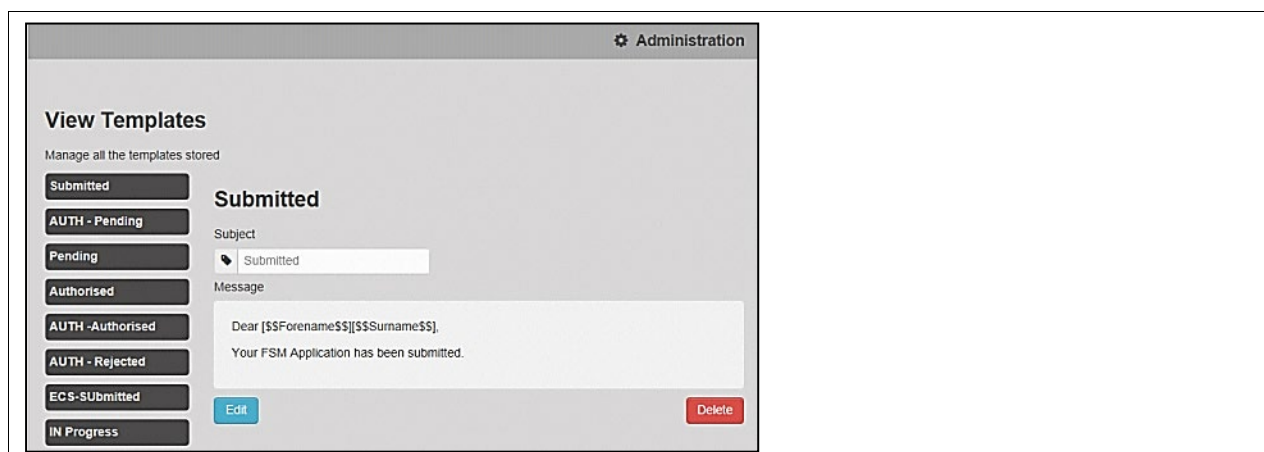 Administration
View Templates
Manage all the templates stored
Submitted
AUTH - Pending
Pending
Authorised
AUTH -Authorised
AUTH - Rejected
ECS-SUbmitted
IN Progress
Submitted
Subject
Submitted
Message
Dear [$$Forename$$][$$Surname$$],
Your FSM Application has been submitted.
Edit
Delete